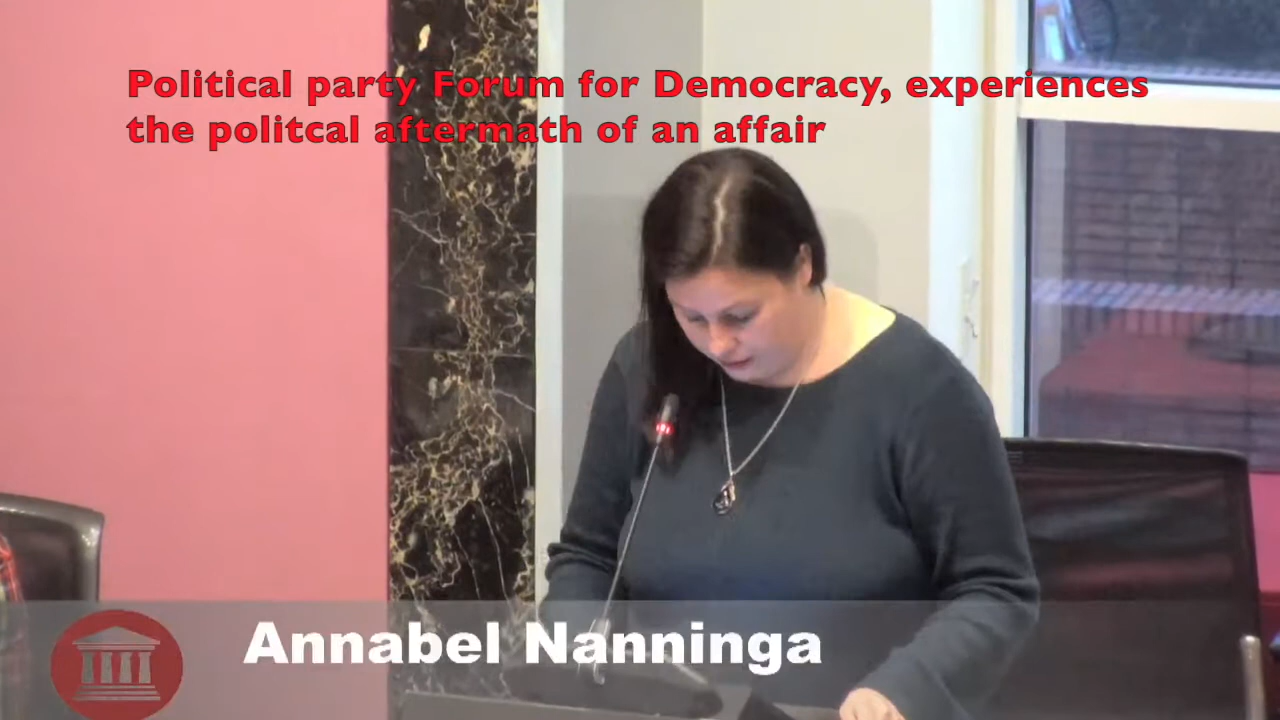 Political party Forum for Democracy, experiences
the politcal aftermath of an affair
Annabel Nanninga